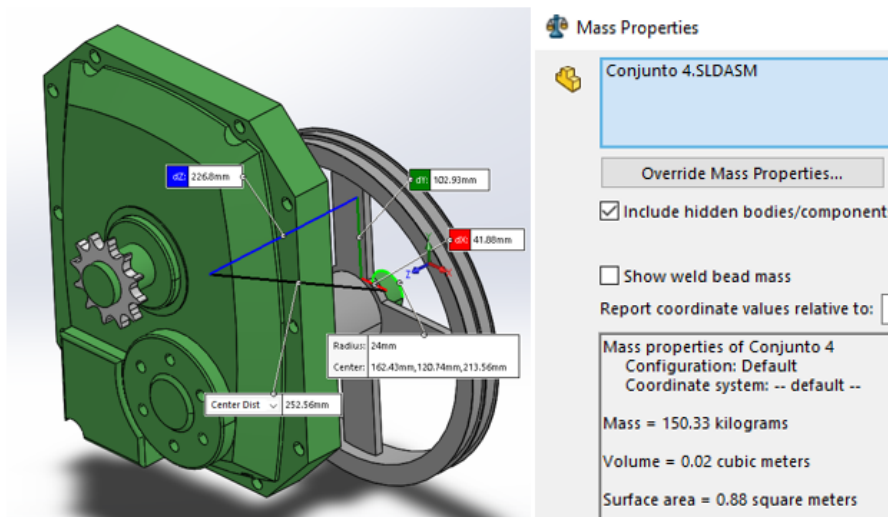 dZ: 226.8mm
dY: 102.93mm
dX: 41.88mm
Radius: 24mm
Center: 162.43mm,120.74mm,213.56mm
Center Dist 252.56mm
Y
Z
X
Mass Properties
Conjunto 4.SLDASM
Override Mass Properties...
Include hidden bodies/component
Show weld bead mass
Report coordinate values relative to:
Mass properties of Conjunto 4
Configuration: Default
Coordinate system: -- default --
Mass = 150.33 kilograms
Volume = 0.02 cubic meters
Surface area = 0.88 square meters